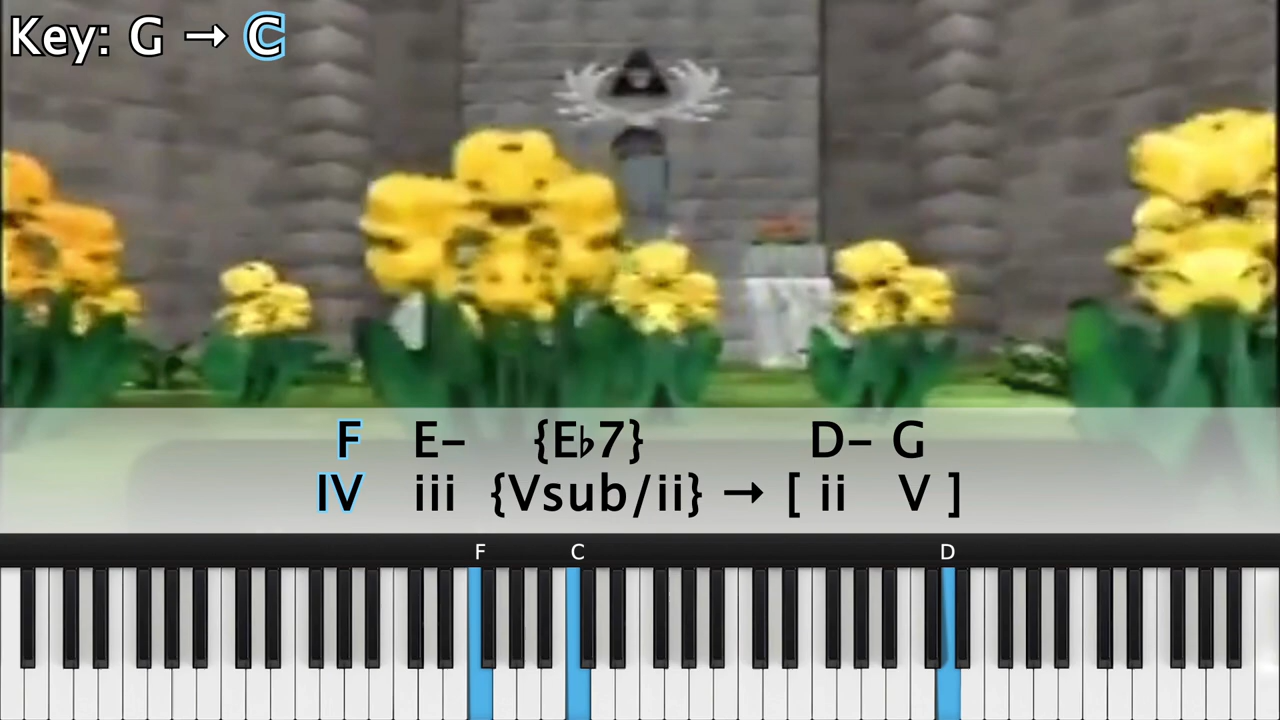 Key: G → C
F E– {E♭7} D– G
IV iii {Vsub/ii} → [ ii V ]
F C D